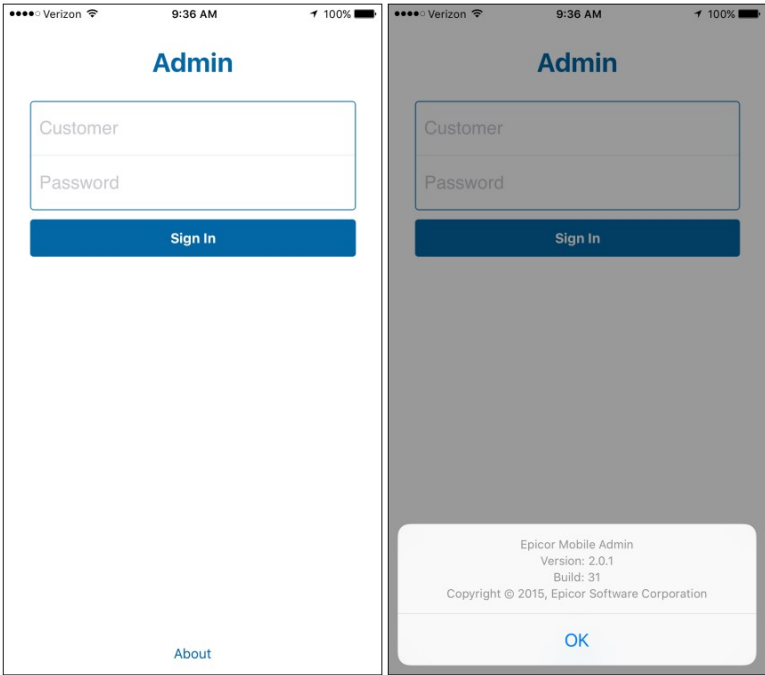 Verizon 9:36 AM 100%
Admin
Customer
Password
Sign In
About
Verizon 9:36 AM 100%
Admin
Customer
Password
Sign In
Epicor Mobile Admin
Version: 2.0.1
Build: 31
Copyright © 2015, Epicor Software Corporation
OK